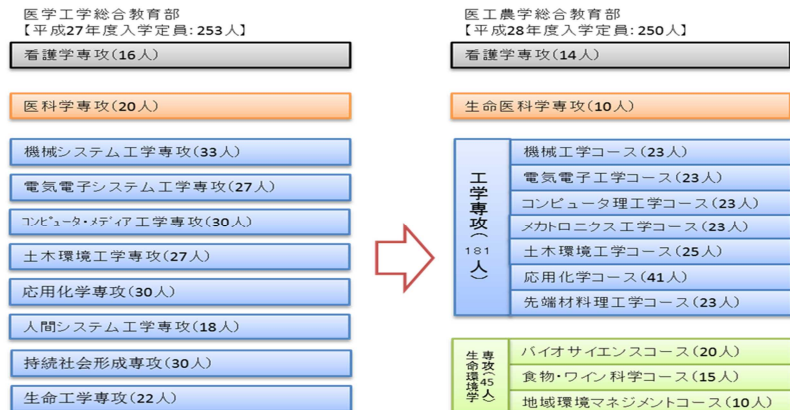 医学工学総合教育部
【平成27年度入学定員: 253人】
看護学専攻(16人)
医科学専攻(20人)
機械システム工学専攻(33人)
電気電子システム工学専攻(27人)
コンピュータ・メディア工学専攻(30人)
土木環境工学専攻(27人)
応用化学専攻(30人)
人間システム工学専攻(18人)
持続社会形成専攻(30人)
生命工学専攻(22人)
医工農学総合教育部
【平成28年度入学定員: 250人】
看護学専攻(14人)
生命医科学専攻(10人)
工学専攻(181人)
機械工学コース(23人)
電気電子工学コース(23人)
コンピュータ理工学コース(23人)
メカトロニクス工学コース(23人)
土木環境工学コース(25人)
応用化学コース(41人)
先端材料理工学コース(23人)
生命環境学
専攻(45人)
バイオサイエンスコース(20人)
食物・ワイン科学コース(15人)
地域環境マネジメントコース(10人)